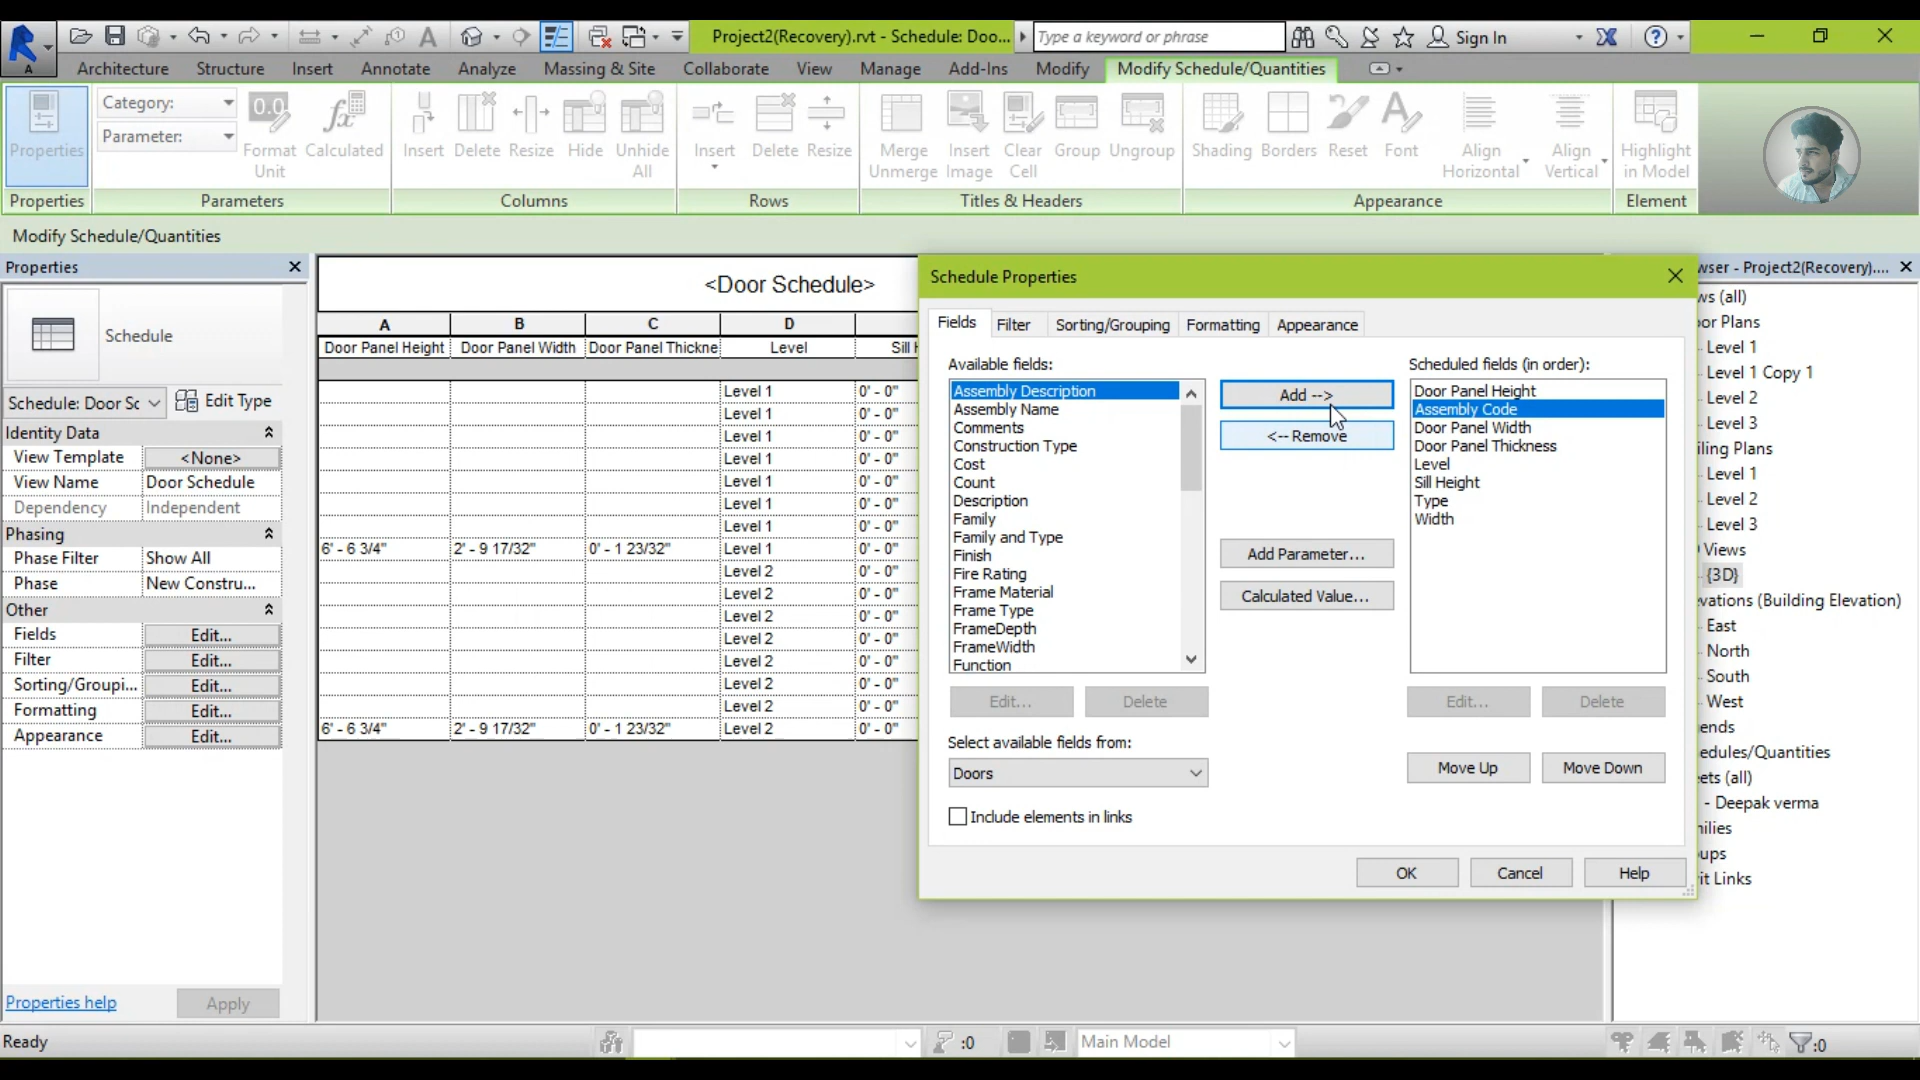 Project2(Recovery).rvt - Schedule: Doo...
Type a keyword or phrase
Sign In
Architecture
Structure
Insert
Annotate
Analyze
Massing & Site
Collaborate
View
Manage
Add-Ins
Modify
Modify Schedule/Quantities
Properties
Category:
Parameter:
Format Unit
Calculated
Insert
Delete
Resize
Hide
Unhide All
Insert
Delete
Resize
Merge Unmerge
Insert Image
Clear Cell
Group
Ungroup
Shading
Borders
Reset
Font
Align Horizontal
Align Vertical
Highlight in Model
Properties
Parameters
Columns
Rows
Titles & Headers
Appearance
Element
Modify Schedule/Quantities
Properties
Schedule
Schedule: Door Sc
Edit Type
Identity Data
View Template <None>
View Name Door Schedule
Dependency Independent
Phasing
Phase Filter Show All
Phase New Constru...
Other
Fields Edit...
Filter Edit...
Sorting/Groupi... Edit...
Formatting Edit...
Appearance Edit...
Properties help
Apply
<Door Schedule>
A B C D
Door Panel Height Door Panel Width Door Panel Thickne Level Sill H
Level 1 0' - 0"
Level 1 0' - 0"
Level 1 0' - 0"
Level 1 0' - 0"
Level 1 0' - 0"
Level 1 0' - 0"
Level 1 0' - 0"
6' - 6 3/4" 2' - 9 17/32" 0' - 1 23/32" Level 1 0' - 0"
Level 2 0' - 0"
Level 2 0' - 0"
Level 2 0' - 0"
Level 2 0' - 0"
Level 2 0' - 0"
Level 2 0' - 0"
Level 2 0' - 0"
6' - 6 3/4" 2' - 9 17/32" 0' - 1 23/32" Level 2 0' - 0"
Schedule Properties
Fields
Filter
Sorting/Grouping
Formatting
Appearance
Available fields:
Assembly Description
Assembly Name
Comments
Construction Type
Cost
Count
Description
Family
Family and Type
Finish
Fire Rating
Frame Material
Frame Type
FrameDepth
FrameWidth
Function
Add -->
<-- Remove
Add Parameter...
Calculated Value...
Scheduled fields (in order):
Door Panel Height
Assembly Code
Door Panel Width
Door Panel Thickness
Level
Sill Height
Type
Width
Edit...
Delete
Edit...
Delete
Select available fields from:
Doors
Move Up
Move Down
Include elements in links
OK
Cancel
Help
wser - Project2(Recovery)....
ws (all)
oor Plans
Level 1
Level 1 Copy 1
Level 2
Level 3
iling Plans
Level 1
Level 2
Level 3
Views
{3D}
evations (Building Elevation)
East
North
South
West
ends
edules/Quantities
ets (all)
- Deepak verma
nilies
ups
it Links
Ready
:0
Main Model
:0